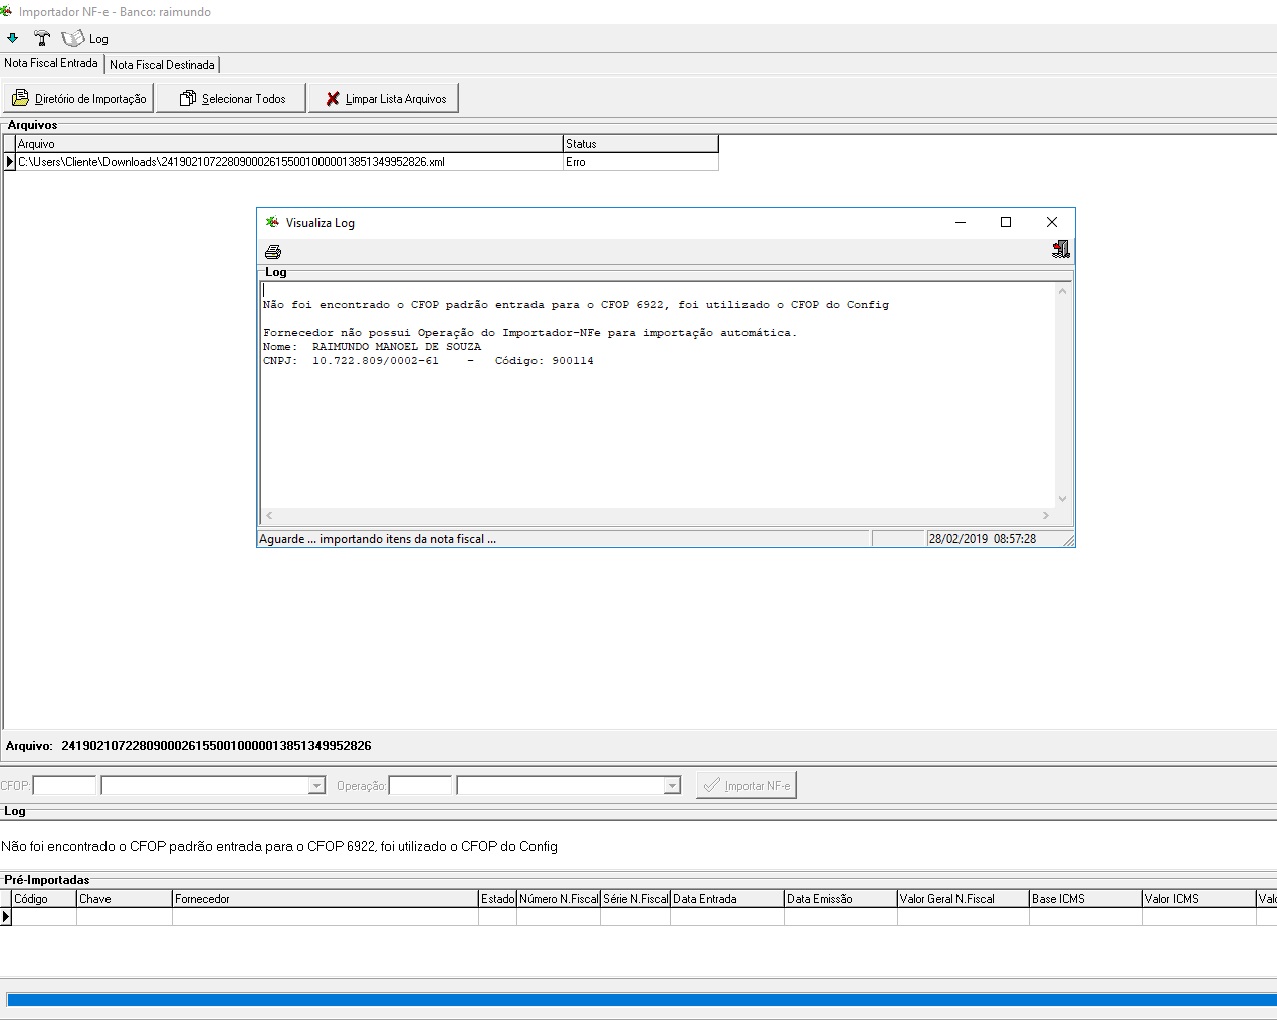 Importador NF-e - Banco: raimundo
Log
Nota Fiscal Entrada Nota Fiscal Destinada
Diretório de Importação Selecionar Todos Limpar Lista Arquivos
Arquivos
Arquivo Status
C:\Users\Cliente\Downloads\24190210722809000261550010000013851349952826.xml Erro
Visualiza Log
Log
Não foi encontrado o CFOP padrão entrada para o CFOP 6922, foi utilizado o CFOP do Config
Fornecedor não possui Operação do Importador-NFe para importação automática.
Nome: RAIMUNDO MANOEL DE SOUZA
CNPJ: 10.722.809/0002-61 - Código: 900114
Aguarde ... importando itens da nota fiscal ... 28/02/2019 08:57:28
Arquivo: 24190210722809000261550010000013851349952826
CFOP: Operação: Importar NF-e
Log
Não foi encontrado o CFOP padrão entrada para o CFOP 6922, foi utilizado o CFOP do Config
Pré-Importadas
Código Chave Fornecedor Estado Número N.Fiscal Série N.Fiscal Data Entrada Data Emissão Valor Geral N.Fiscal Base ICMS Valor ICMS Valo